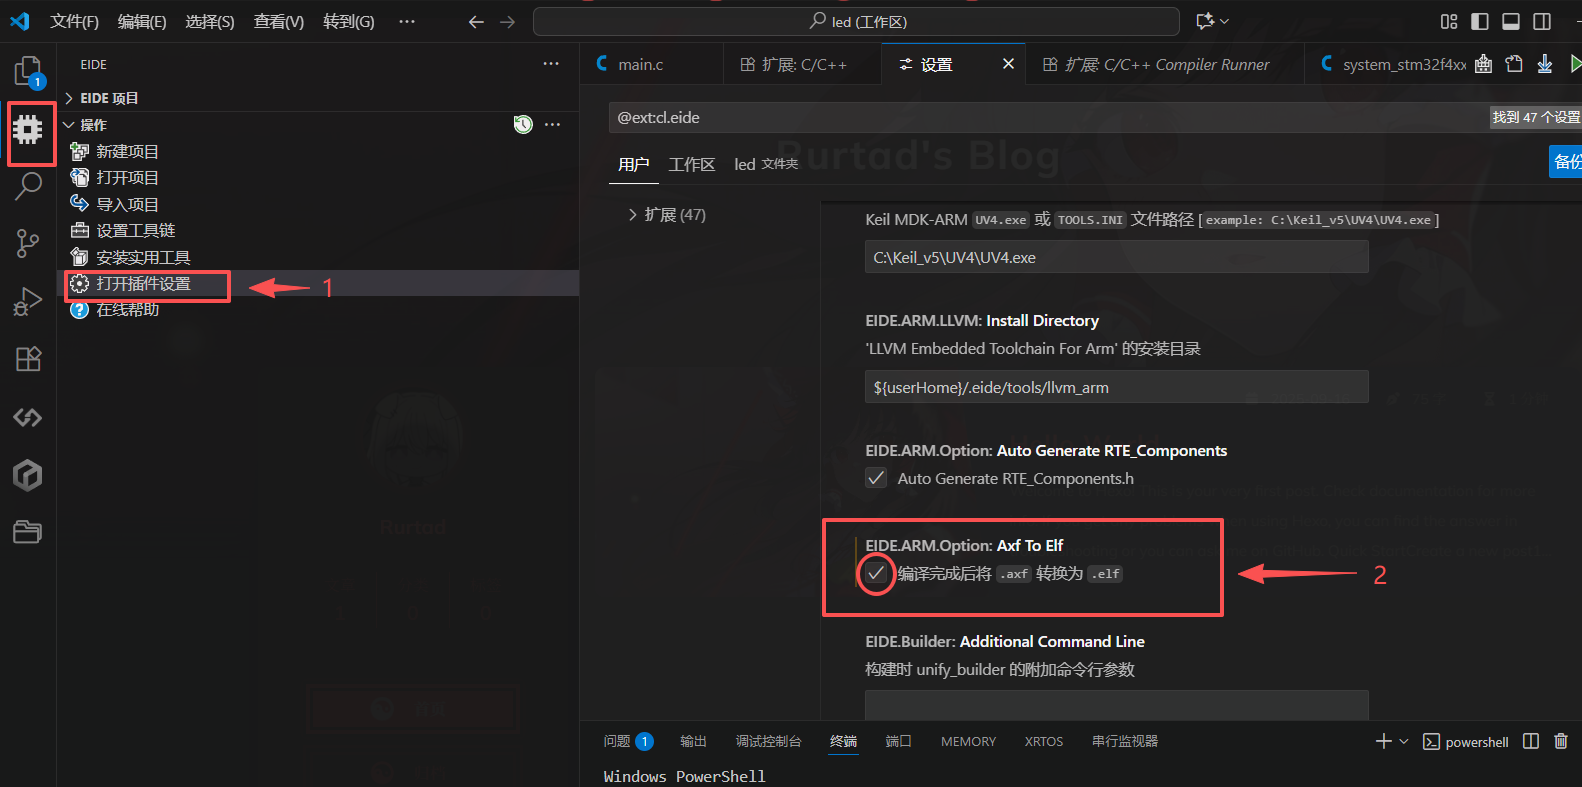 文件(F) 编辑(E) 选择(S) 查看(V) 转到(G) ··· led (工作区)
1
EIDE ···
EIDE 项目
操作 ···
新建项目
打开项目
导入项目
设置工具链
安装实用工具
打开插件设置
在线帮助
1
main.c 扩展: C/C++ 设置 扩展: C/C++ Compiler Runner system_stm32f4xx
@ext:cl.eide 找到 47 个设置
Rurtad's Blog
用户 工作区 led 文件夹 备份
扩展 (47)
Keil MDK-ARM UV4.exe 或 TOOLS.INI 文件路径 [example: C:\Keil_v5\UV4\UV4.exe]
C:\Keil_v5\UV4\UV4.exe
EIDE.ARM.LLVM: Install Directory
'LLVM Embedded Toolchain For Arm' 的安装目录
${userHome}/.eide/tools/llvm_arm
EIDE.ARM.Option: Auto Generate RTE_Components
Auto Generate RTE_Components.h
EIDE.ARM.Option: Axf To Elf
编译完成后将 .axf 转换为 .elf
2
EIDE.Builder: Additional Command Line
构建时 unify_builder 的附加命令行参数
Rurtad
问题 1 输出 调试控制台 终端 端口 MEMORY XRTOS 串行监视器 powershell
Windows PowerShell